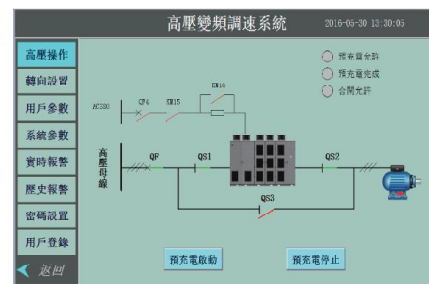 高壓變頻調速系統
2016-05-30 13:30:05
高壓操作
轉向設置
用戶參數
系統參數
實時報警
歷史報警
密碼設置
用戶登錄
返回
預充電允許
預充電完成
合閘允許
KM14
AC380
QF4
KM15
高壓母線
QF
QS1
QS2
QS3
預充電啟動
預充電停止